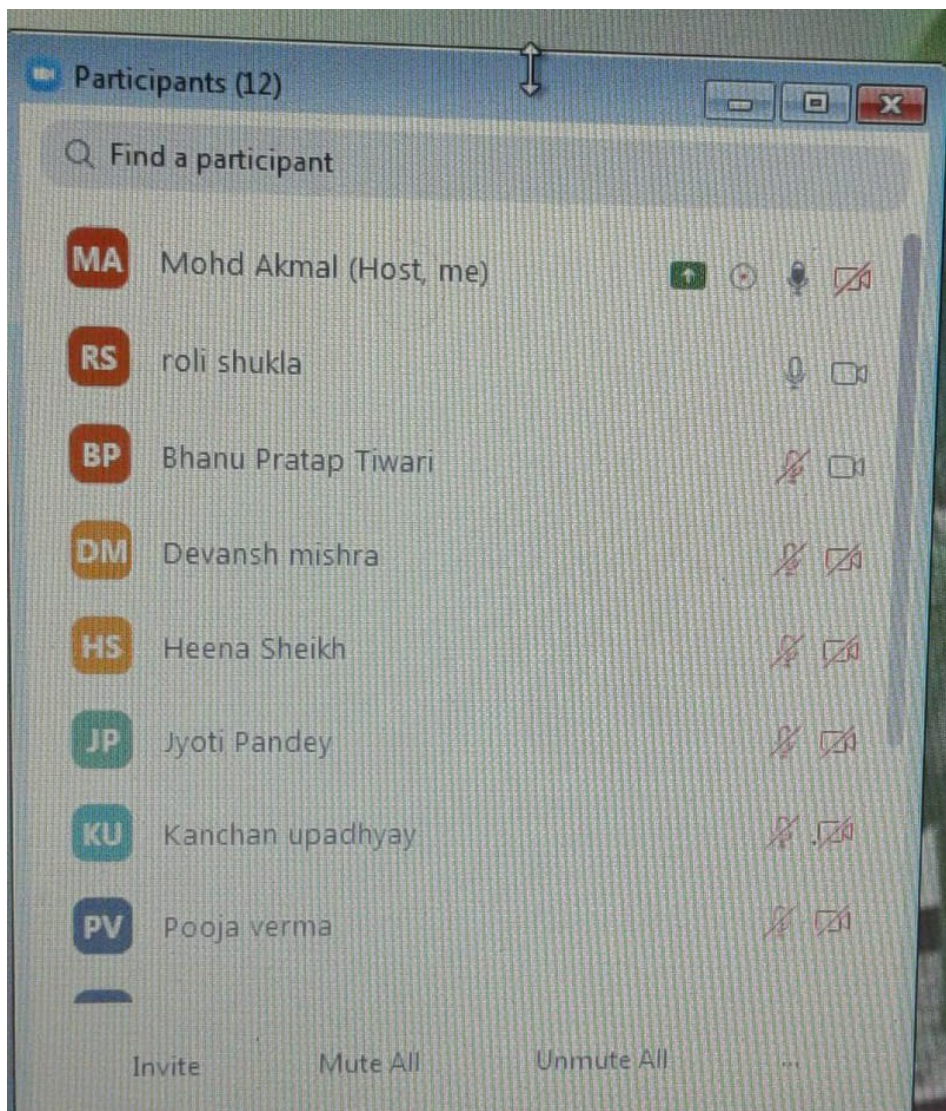 Participants (12)
Find a participant
MA Mohd Akmal (Host, me)
RS roli shukla
BP Bhanu Pratap Tiwari
DM Devansh mishra
HS Heena Sheikh
JP Jyoti Pandey
KU Kanchan upadhyay
PV Pooja verma
Invite Mute All Unmute All ...